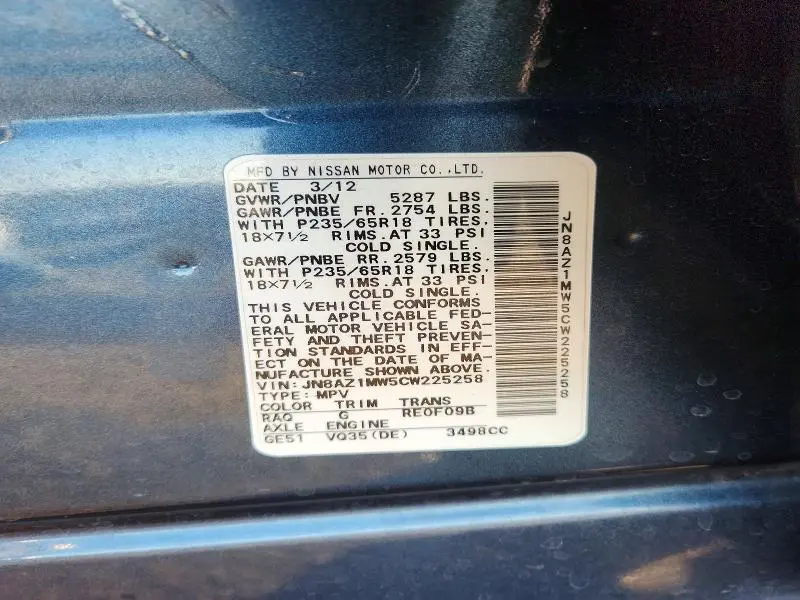 MFD BY NISSAN MOTOR CO.,LTD.
DATE 3/12
GVWR/PNBV 5287 LBS.
GAWR/PNBE FR. 2754 LBS.
WITH P235/65R18 TIRES.
18×7½ RIMS.AT 33 PSI
COLD SINGLE.
GAWR/PNBE RR. 2579 LBS.
WITH P235/65R18 TIRES.
18×7½ RIMS.AT 33 PSI
COLD SINGLE.
THIS VEHICLE CONFORMS
TO ALL APPLICABLE FED-
ERAL MOTOR VEHICLE SA-
FETY AND THEFT PREVEN-
TION STANDARDS IN EFF-
ECT ON THE DATE OF MA-
NUFACTURE SHOWN ABOVE.
VIN:JN8AZ1MW5CW225258
TYPE:MPV
COLOR TRIM TRANS
RAQ G RE0F09B
AXLE ENGINE
GE51 VQ35(DE) 3498CC
JN8AZ1MW5CW225258